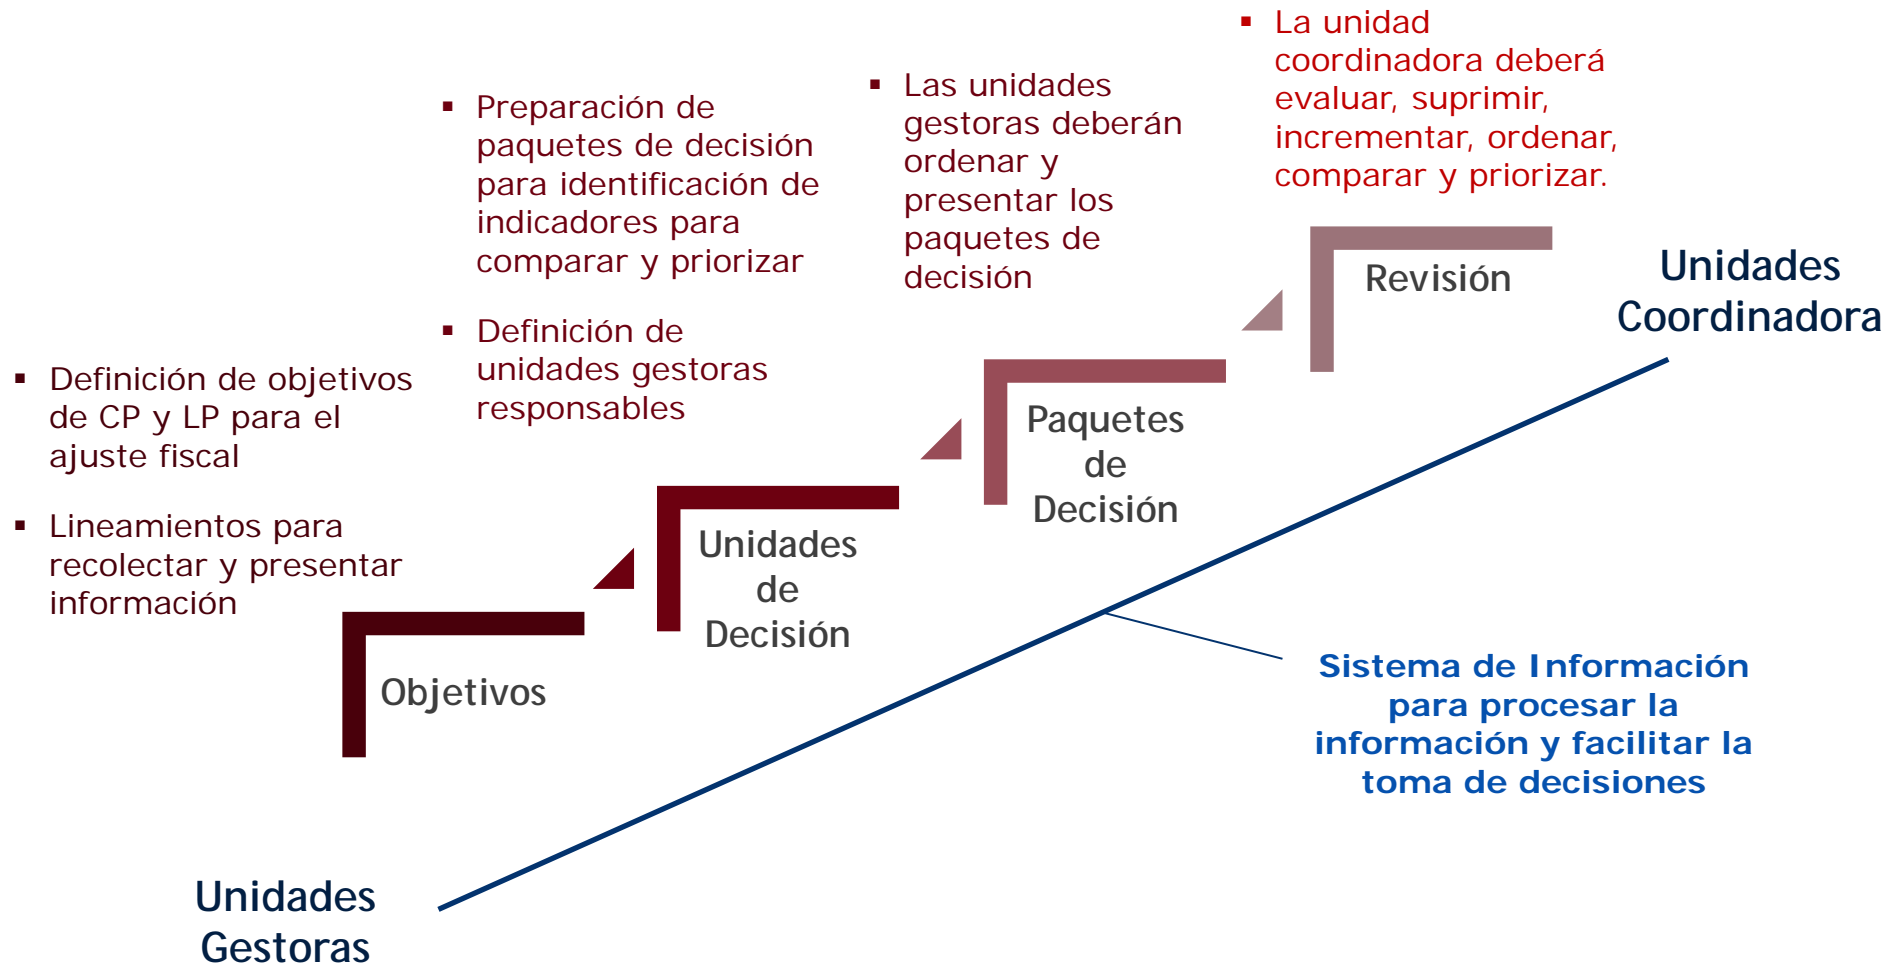 ▪ Definición de objetivos
de CP y LP para el
ajuste fiscal
▪ Lineamientos para
recolectar y presentar
información
Objetivos
▪ Preparación de
paquetes de decisión
para identificación de
indicadores para
comparar y priorizar
▪ Definición de
unidades gestoras
responsables
Unidades
de
Decisión
▪ Las unidades
gestoras deberán
ordenar y
presentar los
paquetes de
decisión
Paquetes
de
Decisión
▪ La unidad
coordinadora deberá
evaluar, suprimir,
incrementar, ordenar,
comparar y priorizar.
Revisión
Unidades
Coordinadora
Sistema de Información
para procesar la
información y facilitar la
toma de decisiones
Unidades
Gestoras